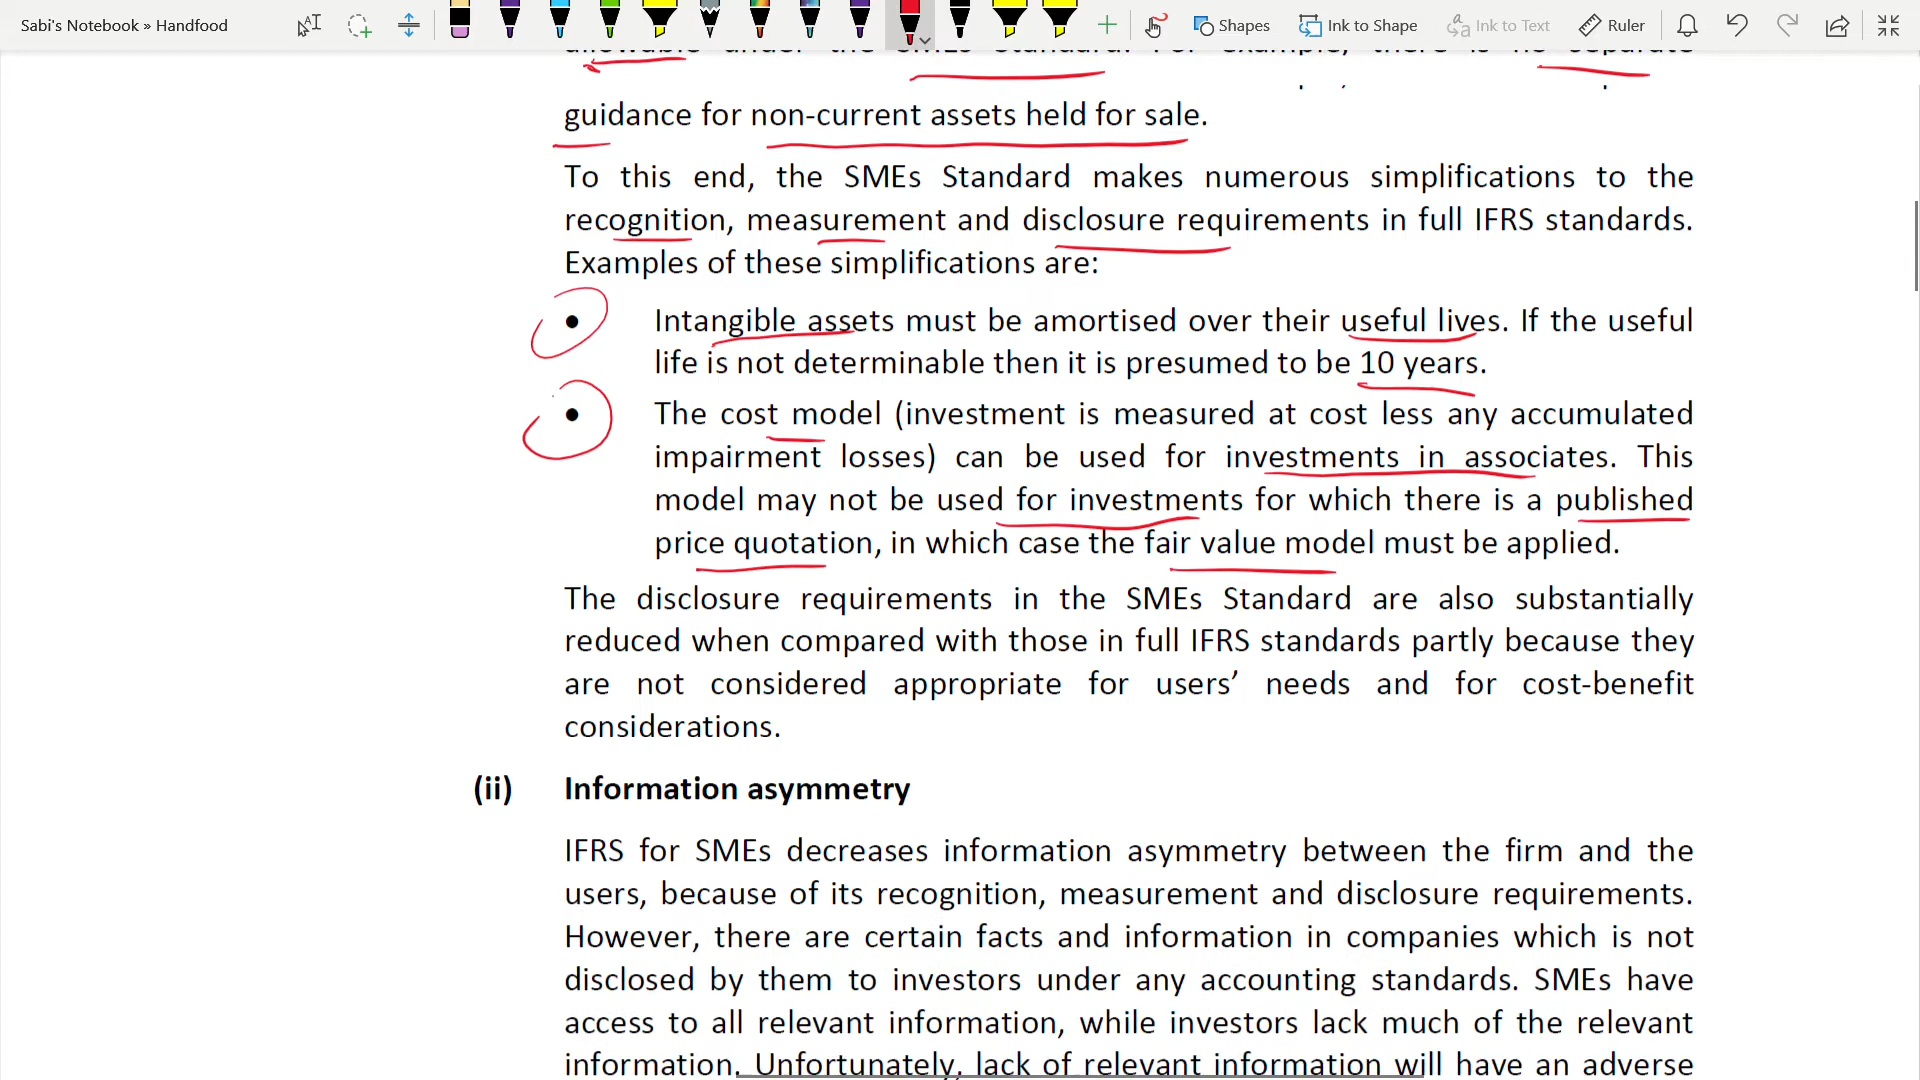 Sabi's Notebook » Handfood
Shapes
Ink to Shape
Ink to Text
Ruler
allowable under the SMEs Standard. For example, there is no separate
guidance for non-current assets held for sale.
To this end, the SMEs Standard makes numerous simplifications to the
recognition, measurement and disclosure requirements in full IFRS standards.
Examples of these simplifications are:
• Intangible assets must be amortised over their useful lives. If the useful
life is not determinable then it is presumed to be 10 years.
• The cost model (investment is measured at cost less any accumulated
impairment losses) can be used for investments in associates. This
model may not be used for investments for which there is a published
price quotation, in which case the fair value model must be applied.
The disclosure requirements in the SMEs Standard are also substantially
reduced when compared with those in full IFRS standards partly because they
are not considered appropriate for users’ needs and for cost-benefit
considerations.
(ii) Information asymmetry
IFRS for SMEs decreases information asymmetry between the firm and the
users, because of its recognition, measurement and disclosure requirements.
However, there are certain facts and information in companies which is not
disclosed by them to investors under any accounting standards. SMEs have
access to all relevant information, while investors lack much of the relevant
information. Unfortunately, lack of relevant information will have an adverse